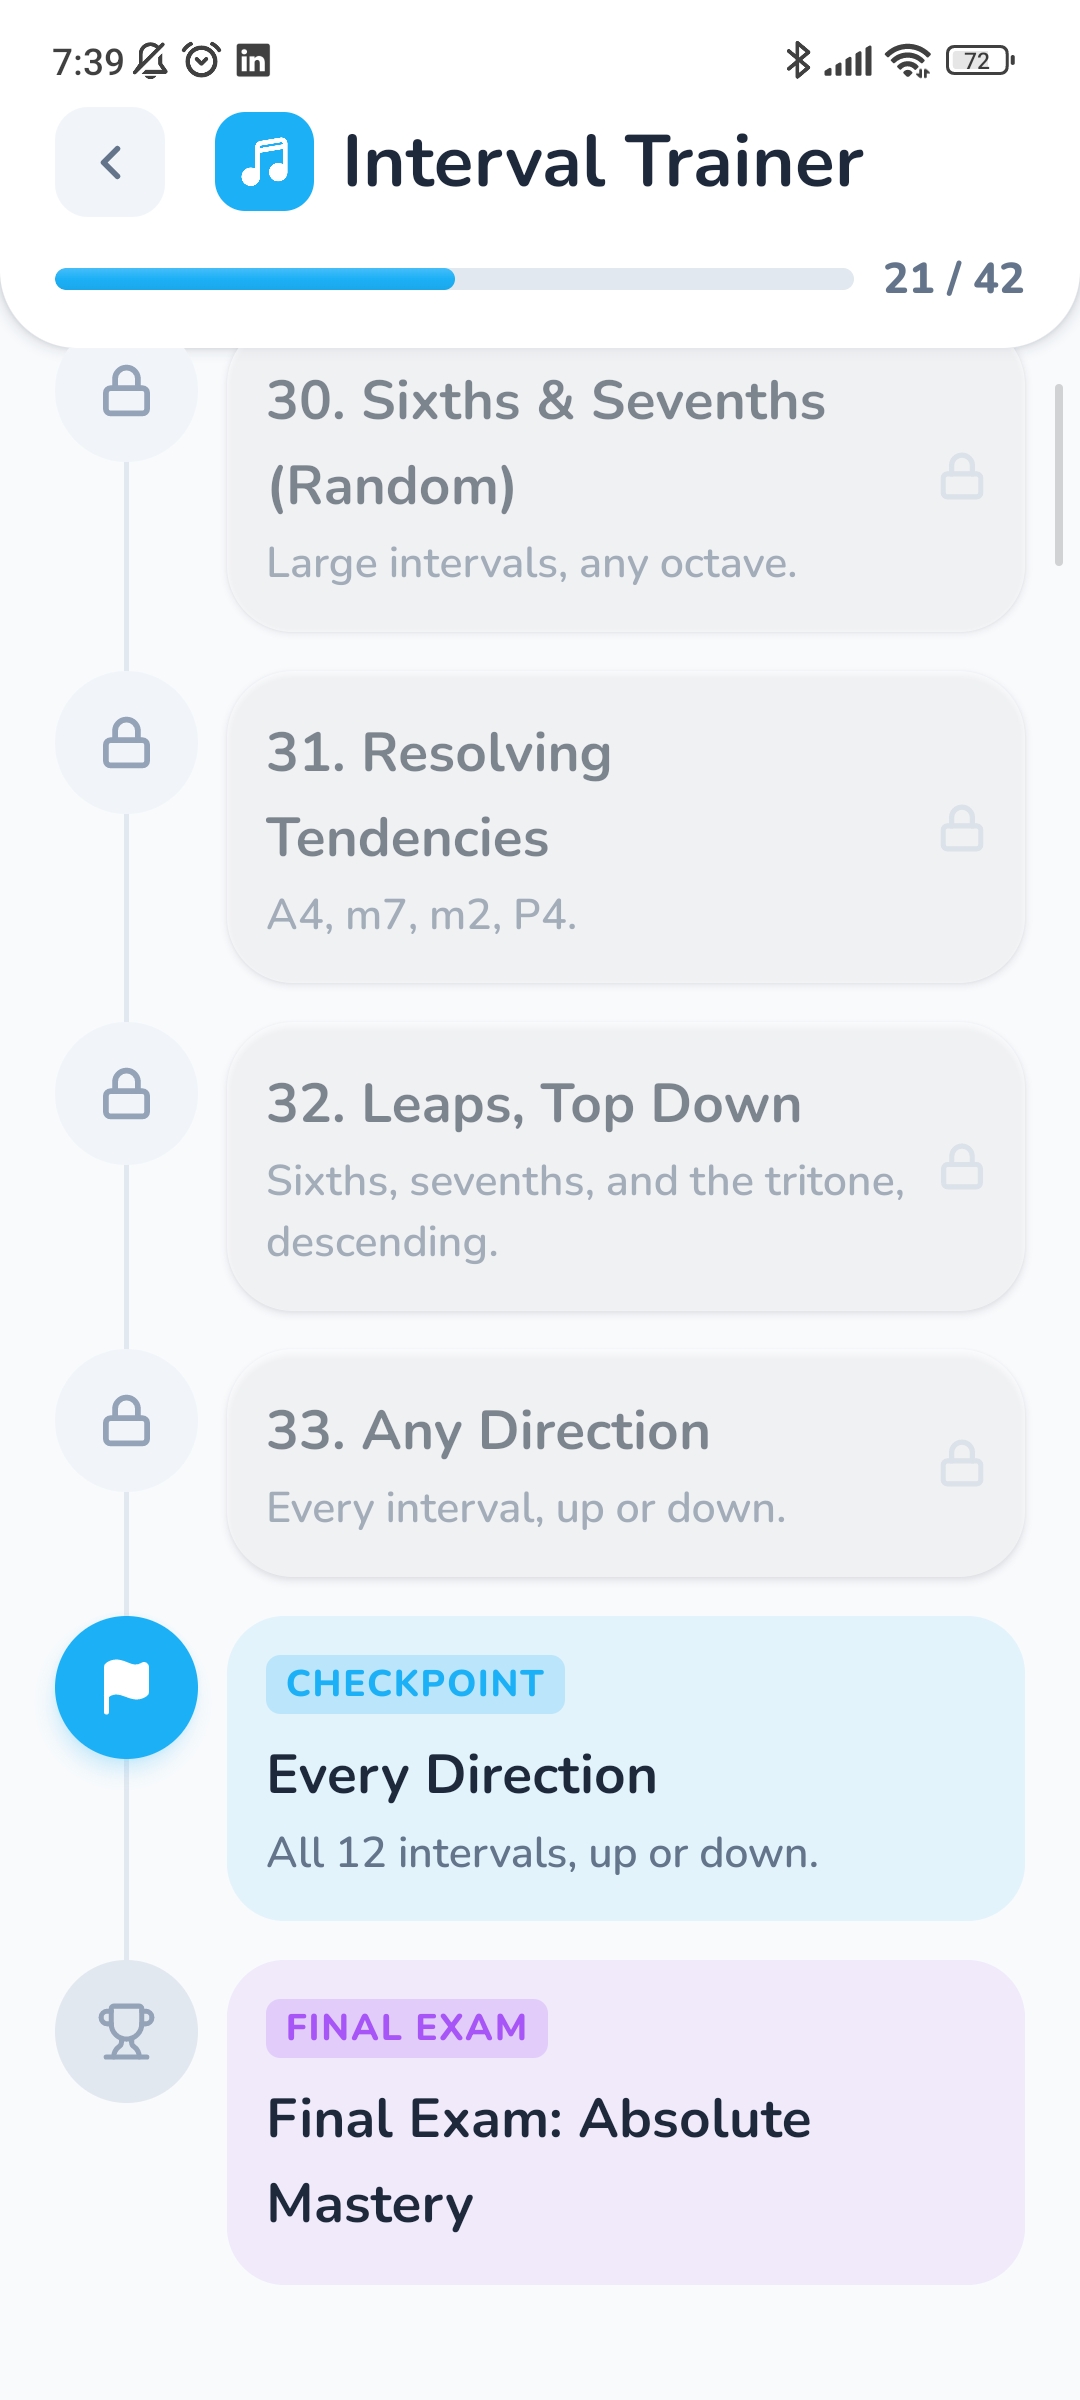 7:39
72
Interval Trainer
21 / 42
30. Sixths & Sevenths
(Random)
Large intervals, any octave.
31. Resolving
Tendencies
A4, m7, m2, P4.
32. Leaps, Top Down
Sixths, sevenths, and the tritone,
descending.
33. Any Direction
Every interval, up or down.
CHECKPOINT
Every Direction
All 12 intervals, up or down.
FINAL EXAM
Final Exam: Absolute
Mastery